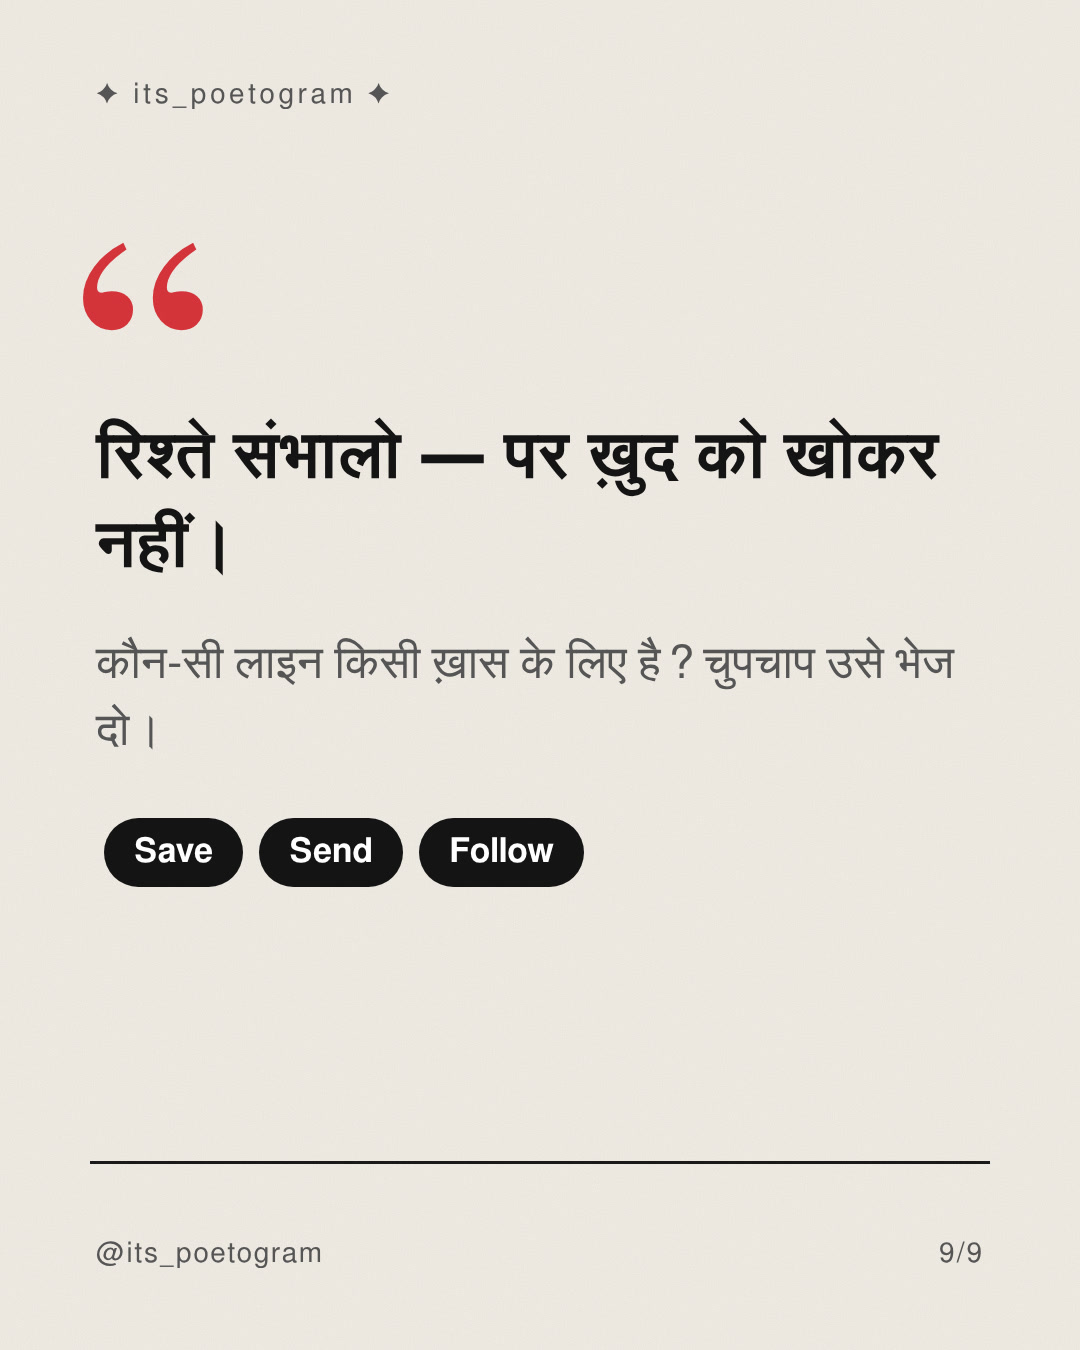 ✦ its_poetogram ✦
“
रिश्ते संभालो — पर ख़ुद को खोकर
नहीं।
कौन-सी लाइन किसी ख़ास के लिए है? चुपचाप उसे भेज
दो।
Save Send Follow
@its_poetogram 9/9